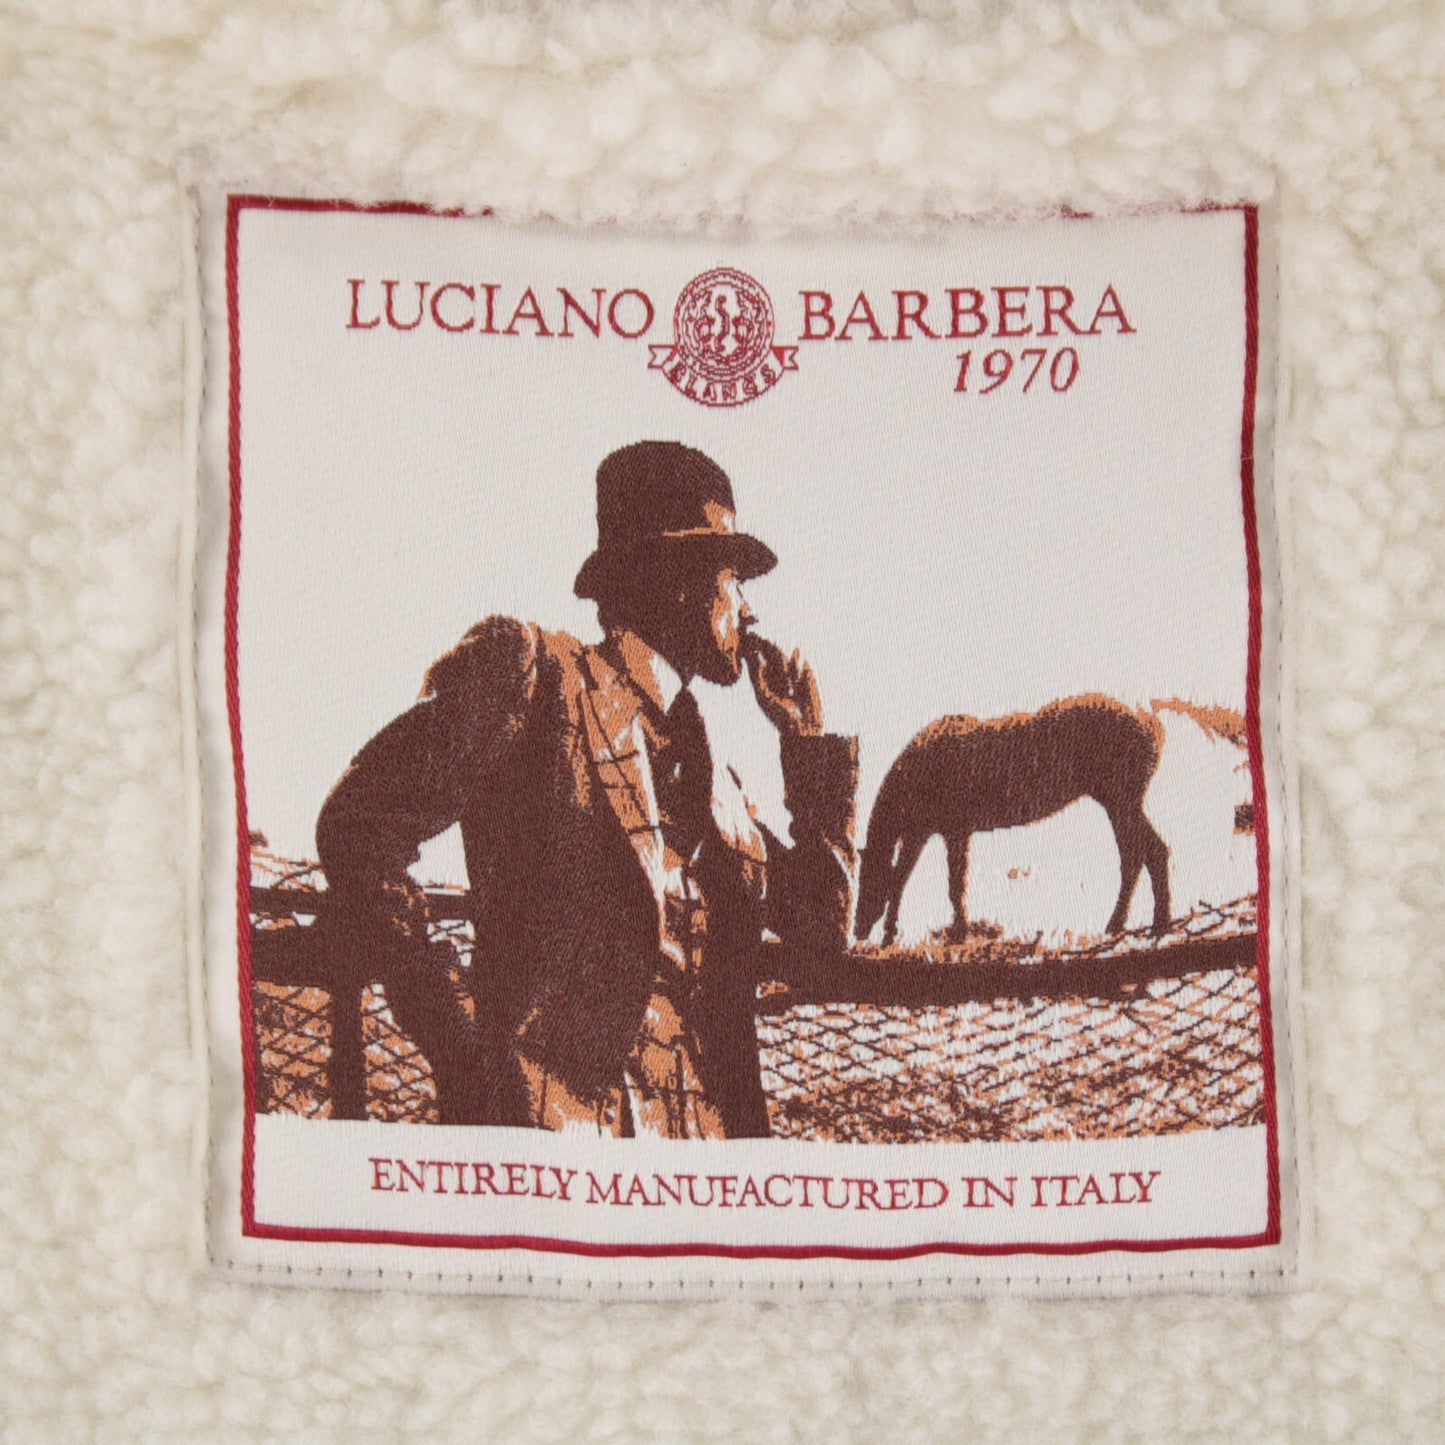 LUCIANO BARBERA
1970
ENTIRELY MANUFACTURED IN ITALY